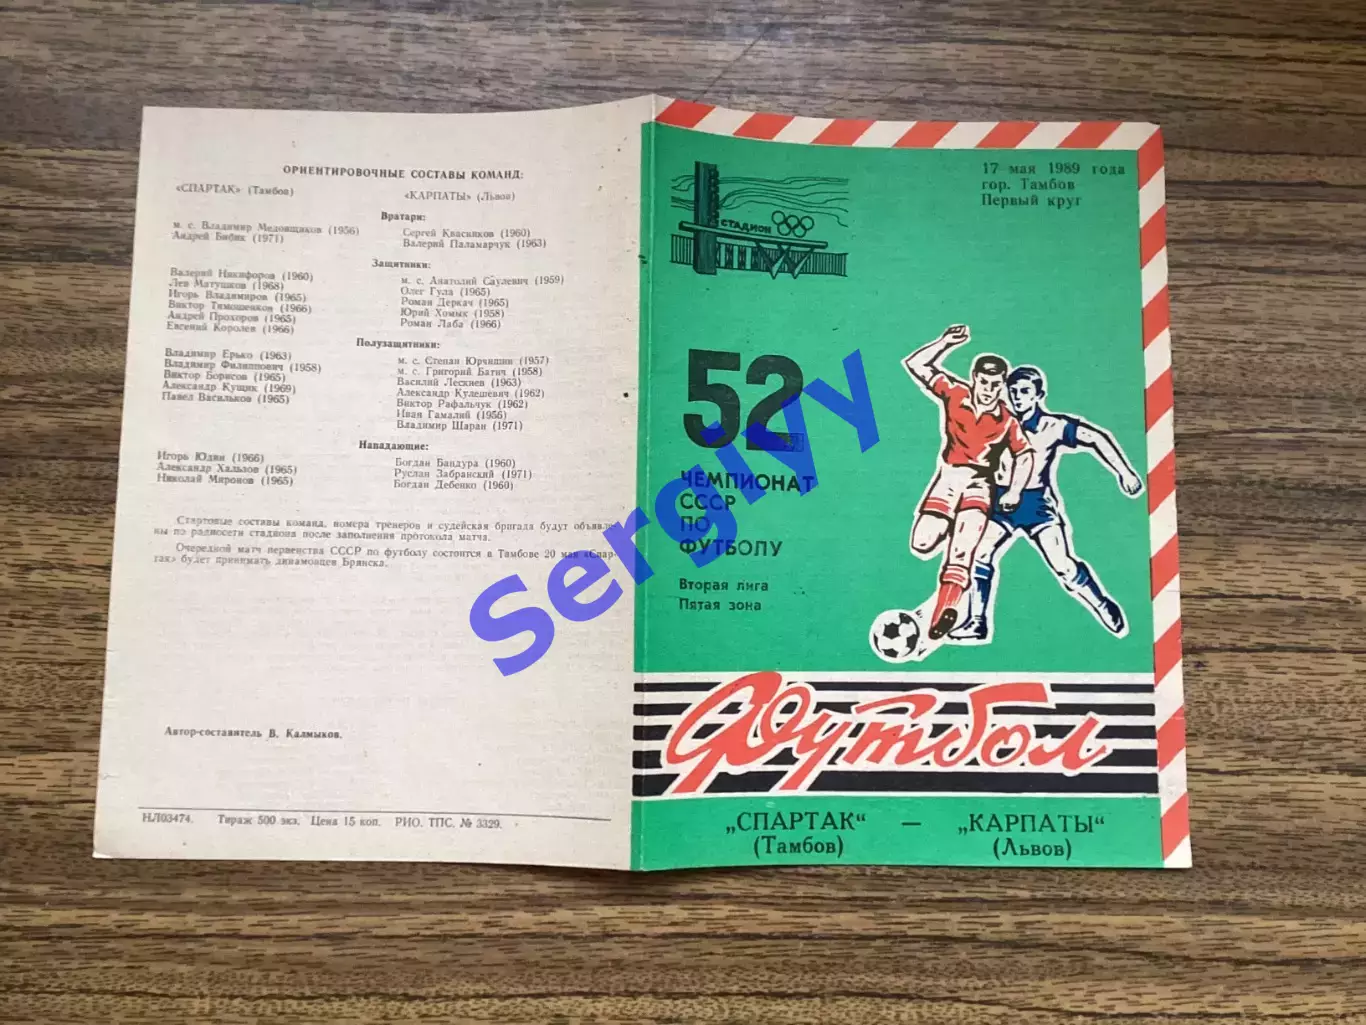 ОРИЕНТИРОВОЧНЫЕ СОСТАВЫ КОМАНД:
«СПАРТАК» (Тамбов)
«КАРПАТЫ» (Львов)
Вратари:
м. с. Владимир Медовщиков (1956)
Андрей Бибик (1971)
Сергей Квасников (1960)
Валерий Паламарчук (1963)
Защитники:
Валерий Никифоров (1960)
Лев Матушков (1968)
Игорь Владимиров (1965)
Виктор Тимошенков (1966)
Андрей Прохоров (1965)
Евгений Королев (1966)
м. с. Анатолий Саулевич (1959)
Олег Гула (1965)
Роман Деркач (1965)
Юрий Хомык (1958)
Роман Лаба (1966)
Полузащитники:
Владимир Ерько (1963)
Владимир Филиппович (1958)
Виктор Борисов (1965)
Александр Кущик (1969)
Павел Васильков (1965)
м. с. Степан Юрчишин (1957)
м. с. Григорий Батич (1958)
Василий Лескнев (1963)
Александр Кулешевич (1962)
Виктор Рафальчук (1962)
Иван Гамалий (1956)
Владимир Шаран (1971)
Нападающие:
Игорь Юдин (1966)
Александр Хальзов (1965)
Николай Миронов (1965)
Богдан Бандура (1960)
Руслан Забранский (1971)
Богдан Дебенко (1960)
Стартовые составы команд, номера тренеров и судейская бригада будут объявле-
ны по радиосети стадиона после заполнения протокола матча.
Очередной матч первенства СССР по футболу состоится в Тамбове 20 мая «Спар-
так» будет принимать динамовцев Брянска.
Автор-составитель В. Калмыков.
НЛ03474. Тираж 500 экз. Цена 15 коп. РИО. ТПС. № 3329.
СТАДИОН
17 мая 1989 года
гор. Тамбов
Первый круг
52
ЧЕМПИОНАТ
СССР
ПО
ФУТБОЛУ
Вторая лига
Пятая зона
Футбол
„СПАРТАК“ — „КАРПАТЫ“
(Тамбов) (Львов)
Sergivy